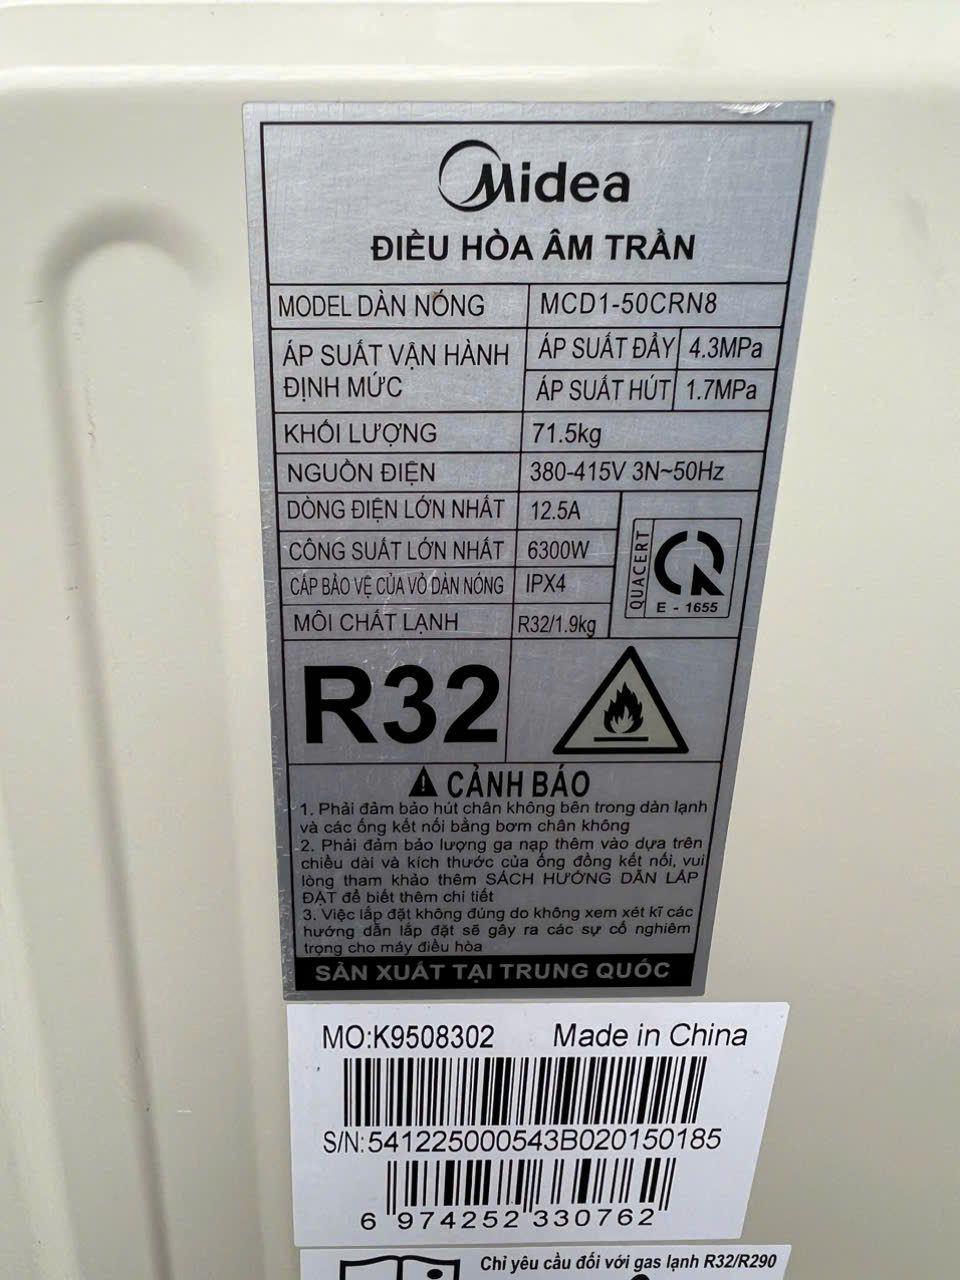 Midea
ĐIỀU HÒA ÂM TRẦN
MODEL DÀN NÓNG MCD1-50CRN8
ÁP SUẤT VẬN HÀNH ĐỊNH MỨC ÁP SUẤT ĐẨY 4.3MPa
ÁP SUẤT HÚT 1.7MPa
KHỐI LƯỢNG 71.5kg
NGUỒN ĐIỆN 380-415V 3N~50Hz
DÒNG ĐIỆN LỚN NHẤT 12.5A
CÔNG SUẤT LỚN NHẤT 6300W
CẤP BẢO VỆ CỦA VỎ DÀN NÓNG IPX4
MÔI CHẤT LẠNH R32/1.9kg
QUACERT
E - 1655
R32
CẢNH BÁO
1. Phải đảm bảo hút chân không bên trong dàn lạnh
và các ống kết nối bằng bơm chân không
2. Phải đảm bảo lượng ga nạp thêm vào dựa trên
chiều dài và kích thước của ống đồng kết nối, vui
lòng tham khảo thêm SÁCH HƯỚNG DẪN LẮP
ĐẶT để biết thêm chi tiết
3. Việc lắp đặt không đúng do không xem xét kĩ các
hướng dẫn lắp đặt sẽ gây ra các sự cố nghiêm
trọng cho máy điều hòa
SẢN XUẤT TẠI TRUNG QUỐC
MO:K9508302 Made in China
S/N:541225000543B020150185
6 974252 330762
Chỉ yêu cầu đối với gas lạnh R32/R290